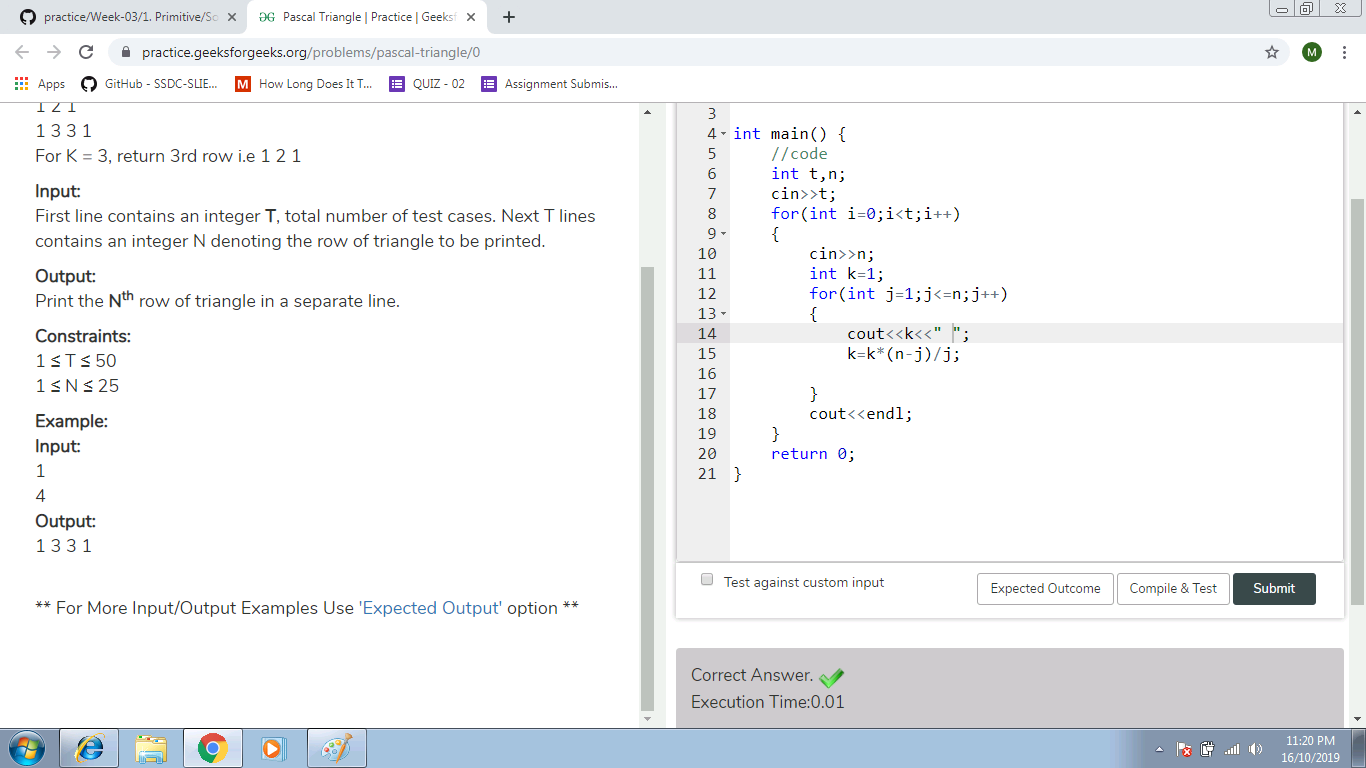 practice/Week-03/1. Primitive/So
Pascal Triangle | Practice | Geeksf
practice.geeksforgeeks.org/problems/pascal-triangle/0
M
Apps
GitHub - SSDC-SLIE...
M How Long Does It T...
QUIZ - 02
Assignment Submis...
1 2 1
1 3 3 1
For K = 3, return 3rd row i.e 1 2 1
Input:
First line contains an integer T, total number of test cases. Next T lines
contains an integer N denoting the row of triangle to be printed.
Output:
Print the Nth row of triangle in a separate line.
Constraints:
1 ≤ T ≤ 50
1 ≤ N ≤ 25
Example:
Input:
1
4
Output:
1 3 3 1
** For More Input/Output Examples Use 'Expected Output' option **
3
4 int main() {
5 //code
6 int t,n;
7 cin>>t;
8 for(int i=0;i<t;i++)
9 {
10 cin>>n;
11 int k=1;
12 for(int j=1;j<=n;j++)
13 {
14 cout<<k<<" ";
15 k=k*(n-j)/j;
16
17 }
18 cout<<endl;
19 }
20 return 0;
21 }
Test against custom input
Expected Outcome
Compile & Test
Submit
Correct Answer.
Execution Time:0.01
11:20 PM
16/10/2019